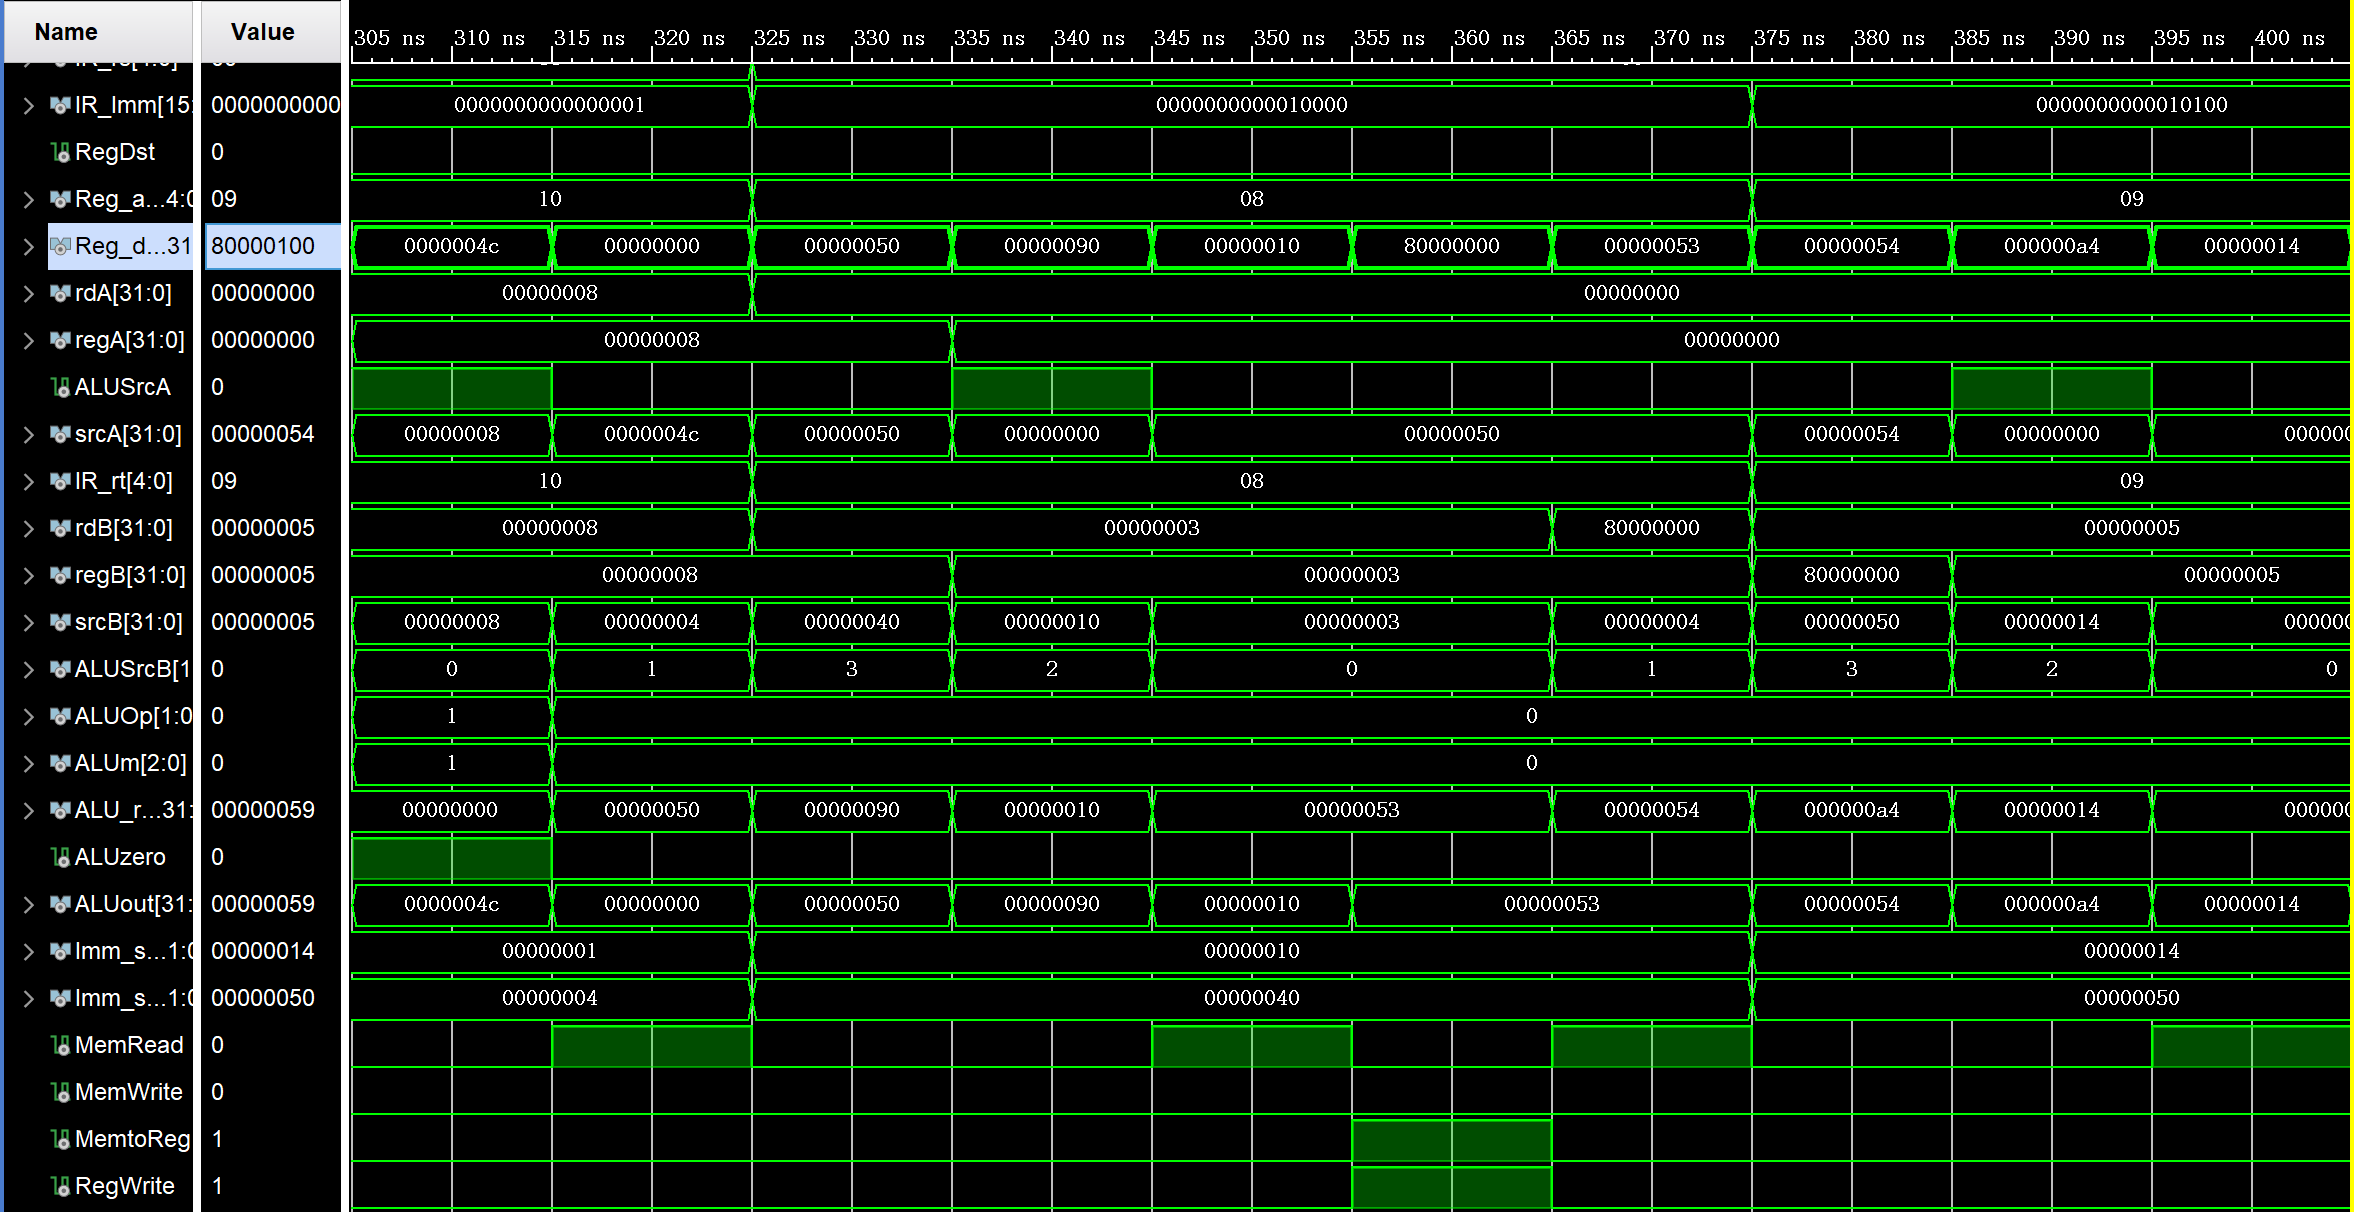 Name Value 305 ns 310 ns 315 ns 320 ns 325 ns 330 ns 335 ns 340 ns 345 ns 350 ns 355 ns 360 ns 365 ns 370 ns 375 ns 380 ns 385 ns 390 ns 395 ns 400 ns
IR_Imm[15: 0000000000 0000000000000001 0000000000010000 0000000000010100
RegDst 0
Reg_a...4:0 09 10 08 09
Reg_d...31 80000100 0000004c 00000000 00000050 00000090 00000010 80000000 00000053 00000054 000000a4 00000014
rdA[31:0] 00000000 00000008 00000000
regA[31:0] 00000000 00000008 00000000
ALUSrcA 0
srcA[31:0] 00000054 00000008 0000004c 00000050 00000000 00000050 00000054 00000000 000000
IR_rt[4:0] 09 10 08 09
rdB[31:0] 00000005 00000008 00000003 80000000 00000005
regB[31:0] 00000005 00000008 00000003 80000000 00000005
srcB[31:0] 00000005 00000008 00000004 00000040 00000010 00000003 00000004 00000050 00000014 000000
ALUSrcB[1 0 0 1 3 2 0 1 3 2 0
ALUOp[1:0 0 1 0
ALUm[2:0] 0 1 0
ALU_r...31: 00000059 00000000 00000050 00000090 00000010 00000053 00000054 000000a4 00000014 000000
ALUzero 0
ALUout[31: 00000059 0000004c 00000000 00000050 00000090 00000010 00000053 00000054 000000a4 00000014
Imm_s...1:0 00000014 00000001 00000010 00000014
Imm_s...1:0 00000050 00000004 00000040 00000050
MemRead 0
MemWrite 0
MemtoReg 1
RegWrite 1